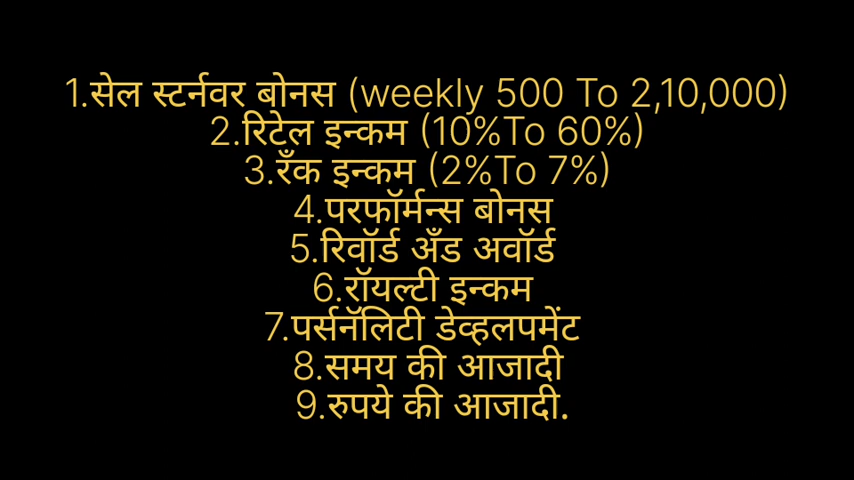 1.सेल स्टर्नवर बोनस (weekly 500 To 2,10,000)
2.रिटेल इन्कम (10%To 60%)
3.रँक इन्कम (2%To 7%)
4.परफॉर्मन्स बोनस
5.रिवॉर्ड अँड अवॉर्ड
6.रॉयल्टी इन्कम
7.पर्सनॅलिटी डेव्हलपमेंट
8.समय की आजादी
9.रुपये की आजादी.